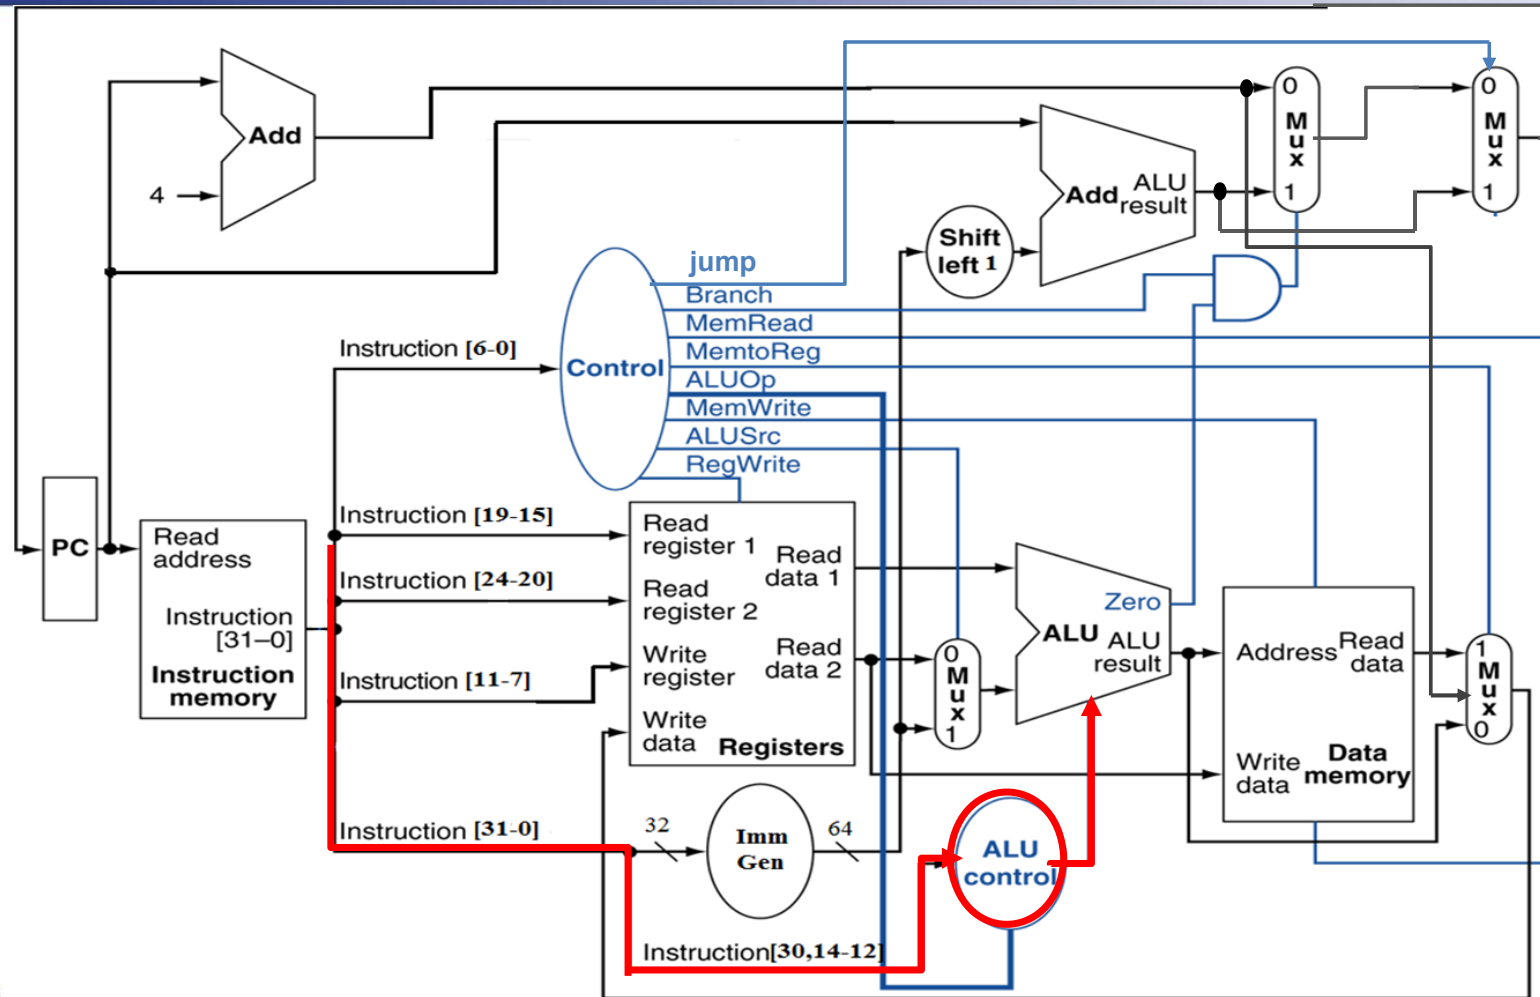 Add
4
0
M
u
x
1
0
M
u
x
1
Add
ALU
result
Shift
left 1
jump
Branch
MemRead
MemtoReg
ALUOp
MemWrite
ALUSrc
RegWrite
Control
Instruction [6-0]
PC
Read
address
Instruction
[31–0]
Instruction
memory
Instruction [19-15]
Instruction [24-20]
Instruction [11-7]
Instruction [31-0]
Read
register 1
Read
register 2
Write
register
Write
data
Read
data 1
Read
data 2
Registers
0
M
u
x
1
Zero
ALU
ALU
result
Address
Read
data
Write
data
Data
memory
1
M
u
x
0
32
Imm
Gen
64
ALU
control
Instruction[30,14-12]